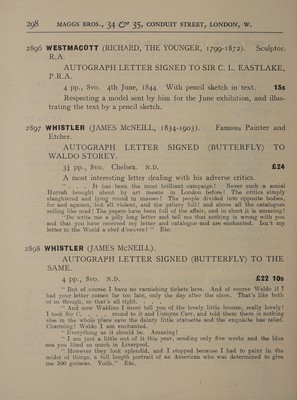 298 MAGGS BROS., 34 & 35, CONDUIT STREET, LONDON, W.
2896 WESTMACOTT (RICHARD, THE YOUNGER, 1799-1872). Sculptor.
R.A.
AUTOGRAPH LETTER SIGNED TO SIR C. L. EASTLAKE,
P.R.A.
4 pp., 8vo. 4th June, 1844. With pencil sketch in text. 15s
Respecting a model sent by him for the June exhibition, and illus-
trating the text by a pencil sketch.
2897 WHISTLER (JAMES McNEILL, 1834-1903). Famous Painter and
Etcher.
AUTOGRAPH LETTER SIGNED (BUTTERFLY) TO
WALDO STOREY.
3½ pp., 8vo. Chelsea. N.D. £24
A most interesting letter dealing with his adverse critics.
" . . . It has been the most brilliant campaign! Never such a social
Hurrah brought about by art means in London before! The critics simply
slaughtered and lying round in masses! The people divided into opposite bodies,
for and against, but all violent, and the gallery full! and above all the catalogues
selling like mad! The papers have been full of the affair, and in short it is amazing!
"Do write me a jolly long letter and tell me that nothing is wrong with you
and that you have received my letter and catalogue and are enchanted. Isn't my
letter to the World a chef d'oeuvre! " Etc.
2898 WHISTLER (JAMES McNEILL).
AUTOGRAPH LETTER SIGNED (BUTTERFLY) TO THE
SAME.
4 pp., 8vo. N.D. £22 10s
" But of course I have no varnishing tickets here. And of course Waldo if I
had your letter comes far too late, only the day after the show. That's like both
of us though, so that's all right.
" And now Waldino I must tell you of the lovely little bronze, really lovely!
I took Sir C. . . . . round to it and Comyns Carr, and told them there is nothing
else in the whole place save the dainty little statuette and the exquisite bas relief.
Charming! Waldo I am enchanted.
" Everything as it should be. Amazing!
" I am just a little out of it this year, sending only five works and the blue
sea you liked so much in Liverpool,
" However they look splendid, and I stopped because I had to paint in the
midst of things, a full length portrait of an American who was determined to give
me 500 guineas. Voilà." Etc.